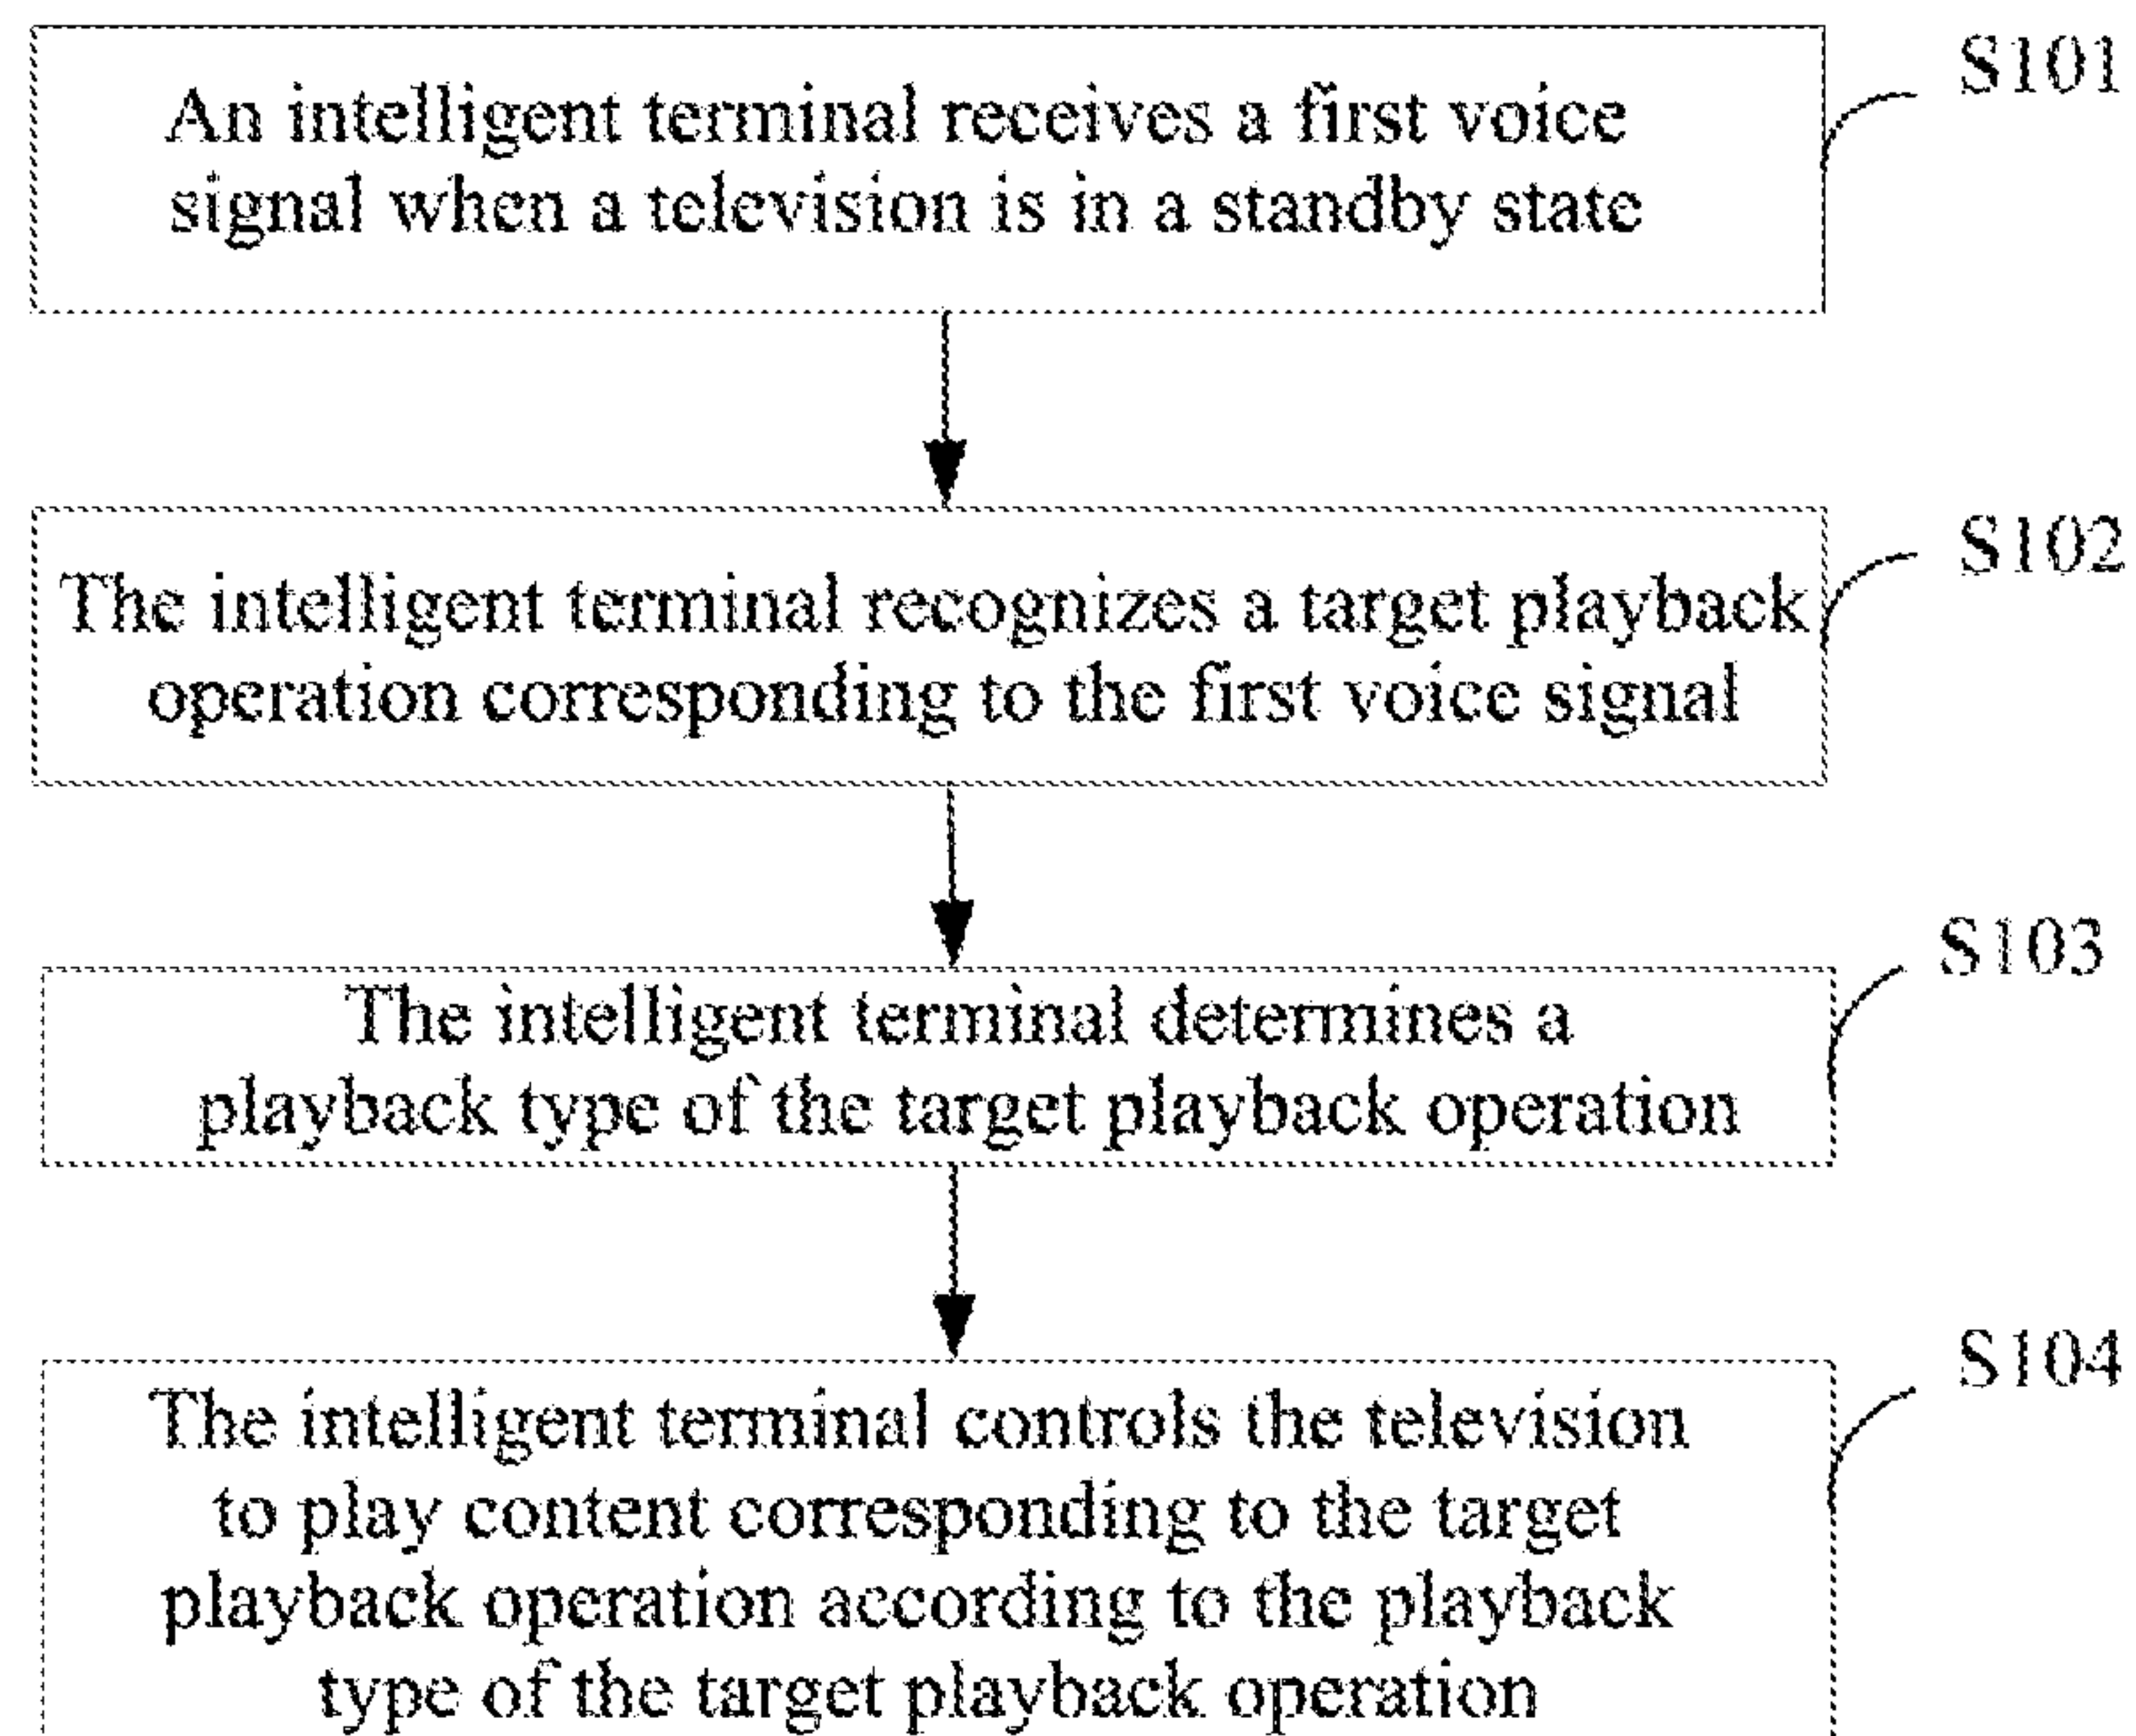 S101
An intelligent terminal receives a first voice
signal when a television is in a standby state
S102
The intelligent terminal recognizes a target playback
operation corresponding to the first voice signal
S103
The intelligent terminal determines a
playback type of the target playback operation
S104
The intelligent terminal controls the television
to play content corresponding to the target
playback operation according to the playback
type of the target playback operation